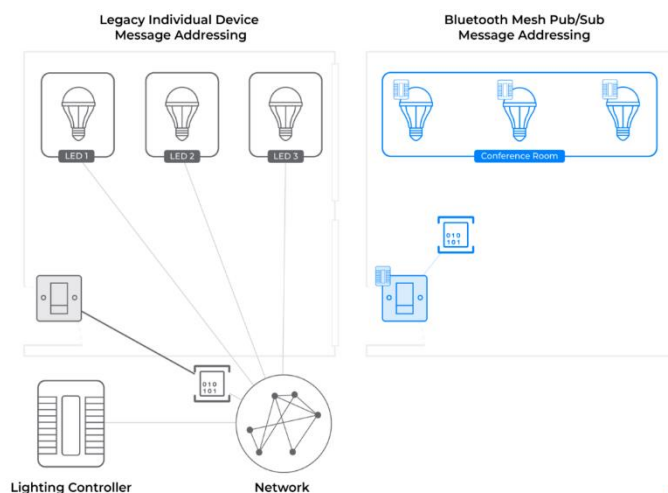 Legacy Individual Device
Message Addressing
Bluetooth Mesh Pub/Sub
Message Addressing
LED 1
LED 2
LED 3
Conference Room
010
101
010
101
Lighting Controller
Network